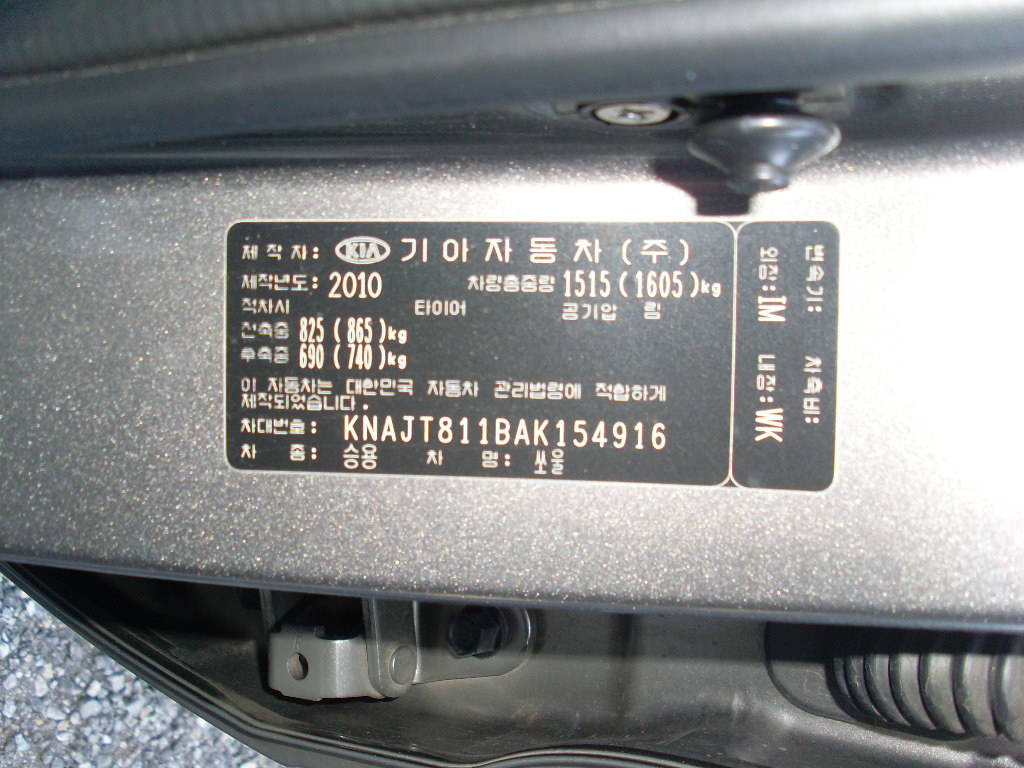 제 작 자: KIA 기 아 자 동 차 (주)
제작년도: 2010 차량총중량 1515 (1605) kg
적차시 타이어 공기압 림
전축중 825 ( 865) kg
후축중 690 ( 740) kg
이 자동차는 대한민국 자동차 관리법령에 적합하게
제작되었습니다.
차대번호: KNAJT811BAK154916
차 종: 승용 차 명: 쏘울
변속기: 차축비:
외장: IM 내장: WK